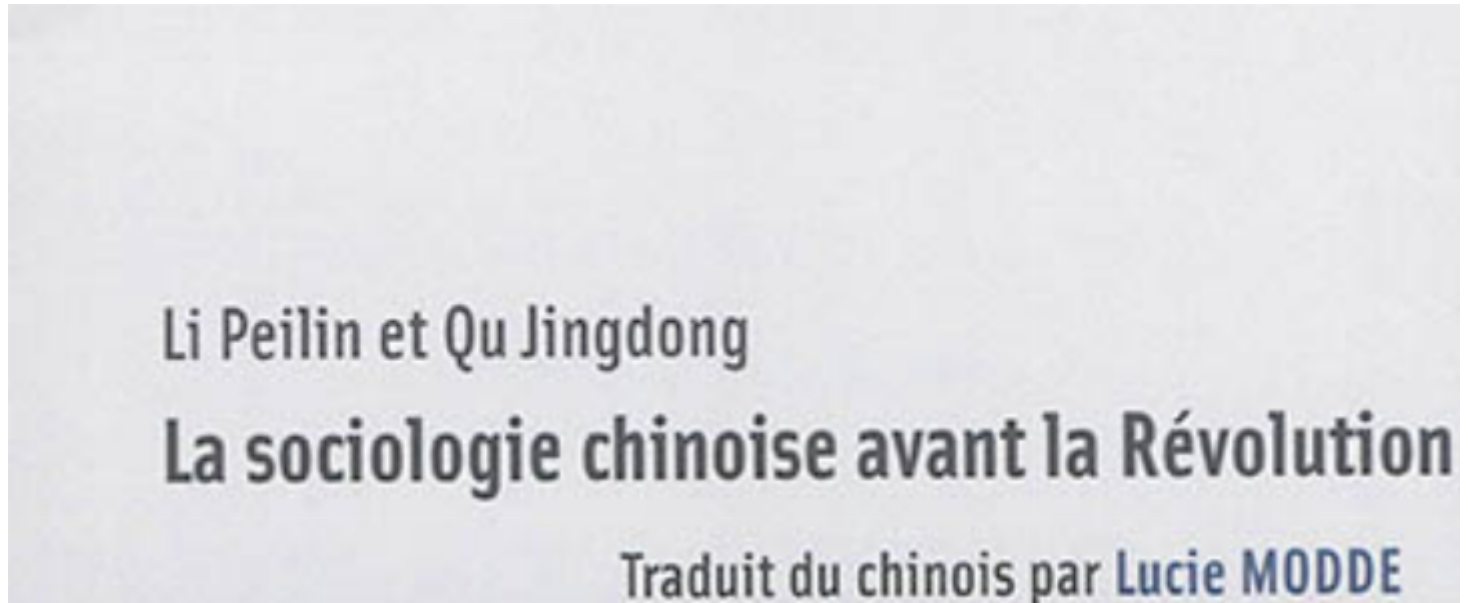 Li Peilin et Qu Jingdong
La sociologie chinoise avant la Révolution
Traduit du chinois par Lucie MODDE